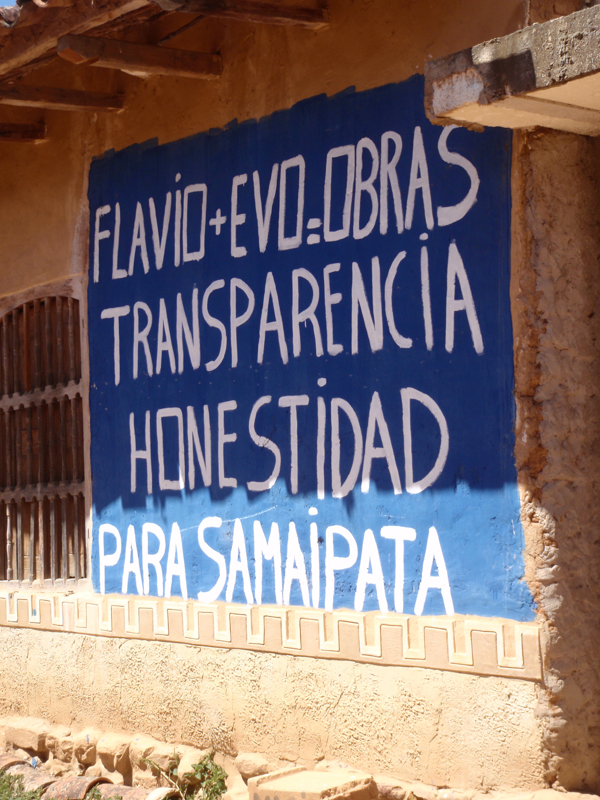 FLAViO+EVO=OBRAS
TRANSPARENCiA
HONESTiDAD
PARA SAMAiPATA